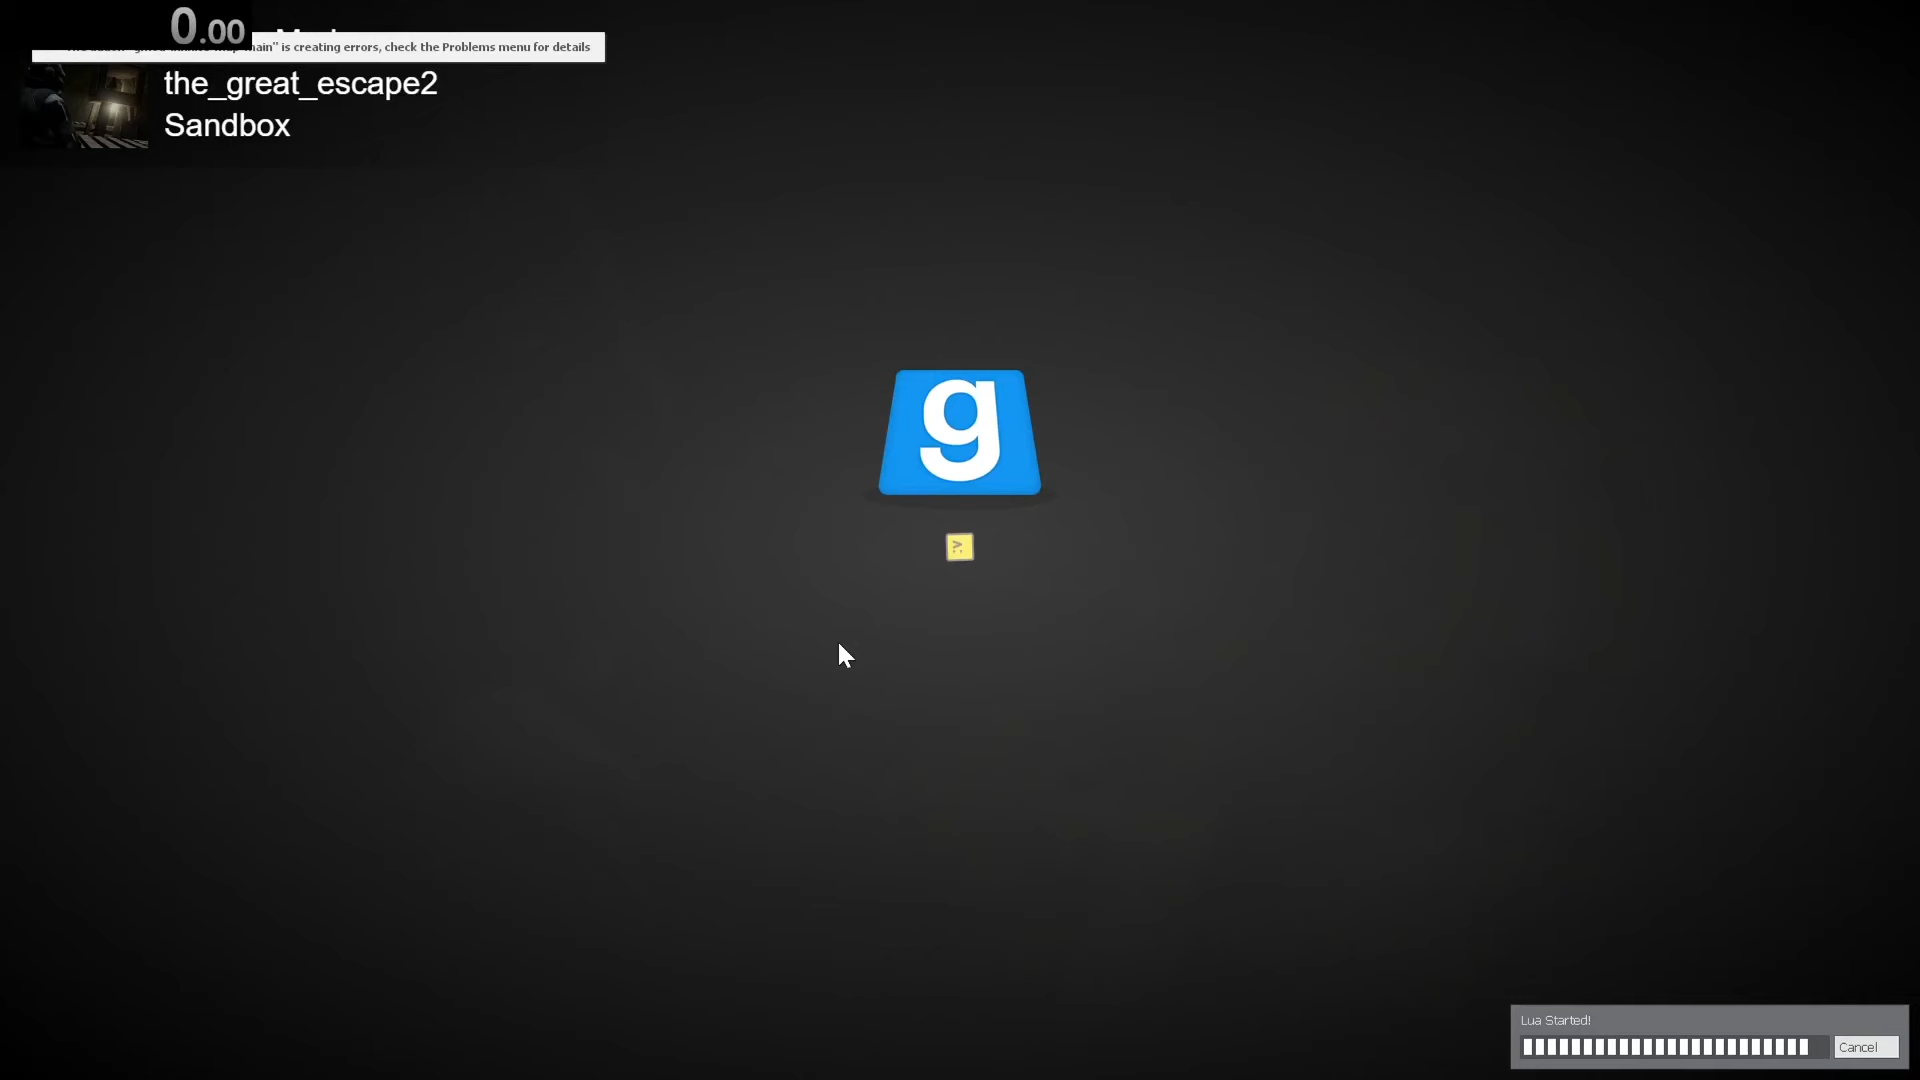 0.00
is creating errors, check the Problems menu for details
the_great_escape2
Sandbox
g
Lua Started!
Cancel